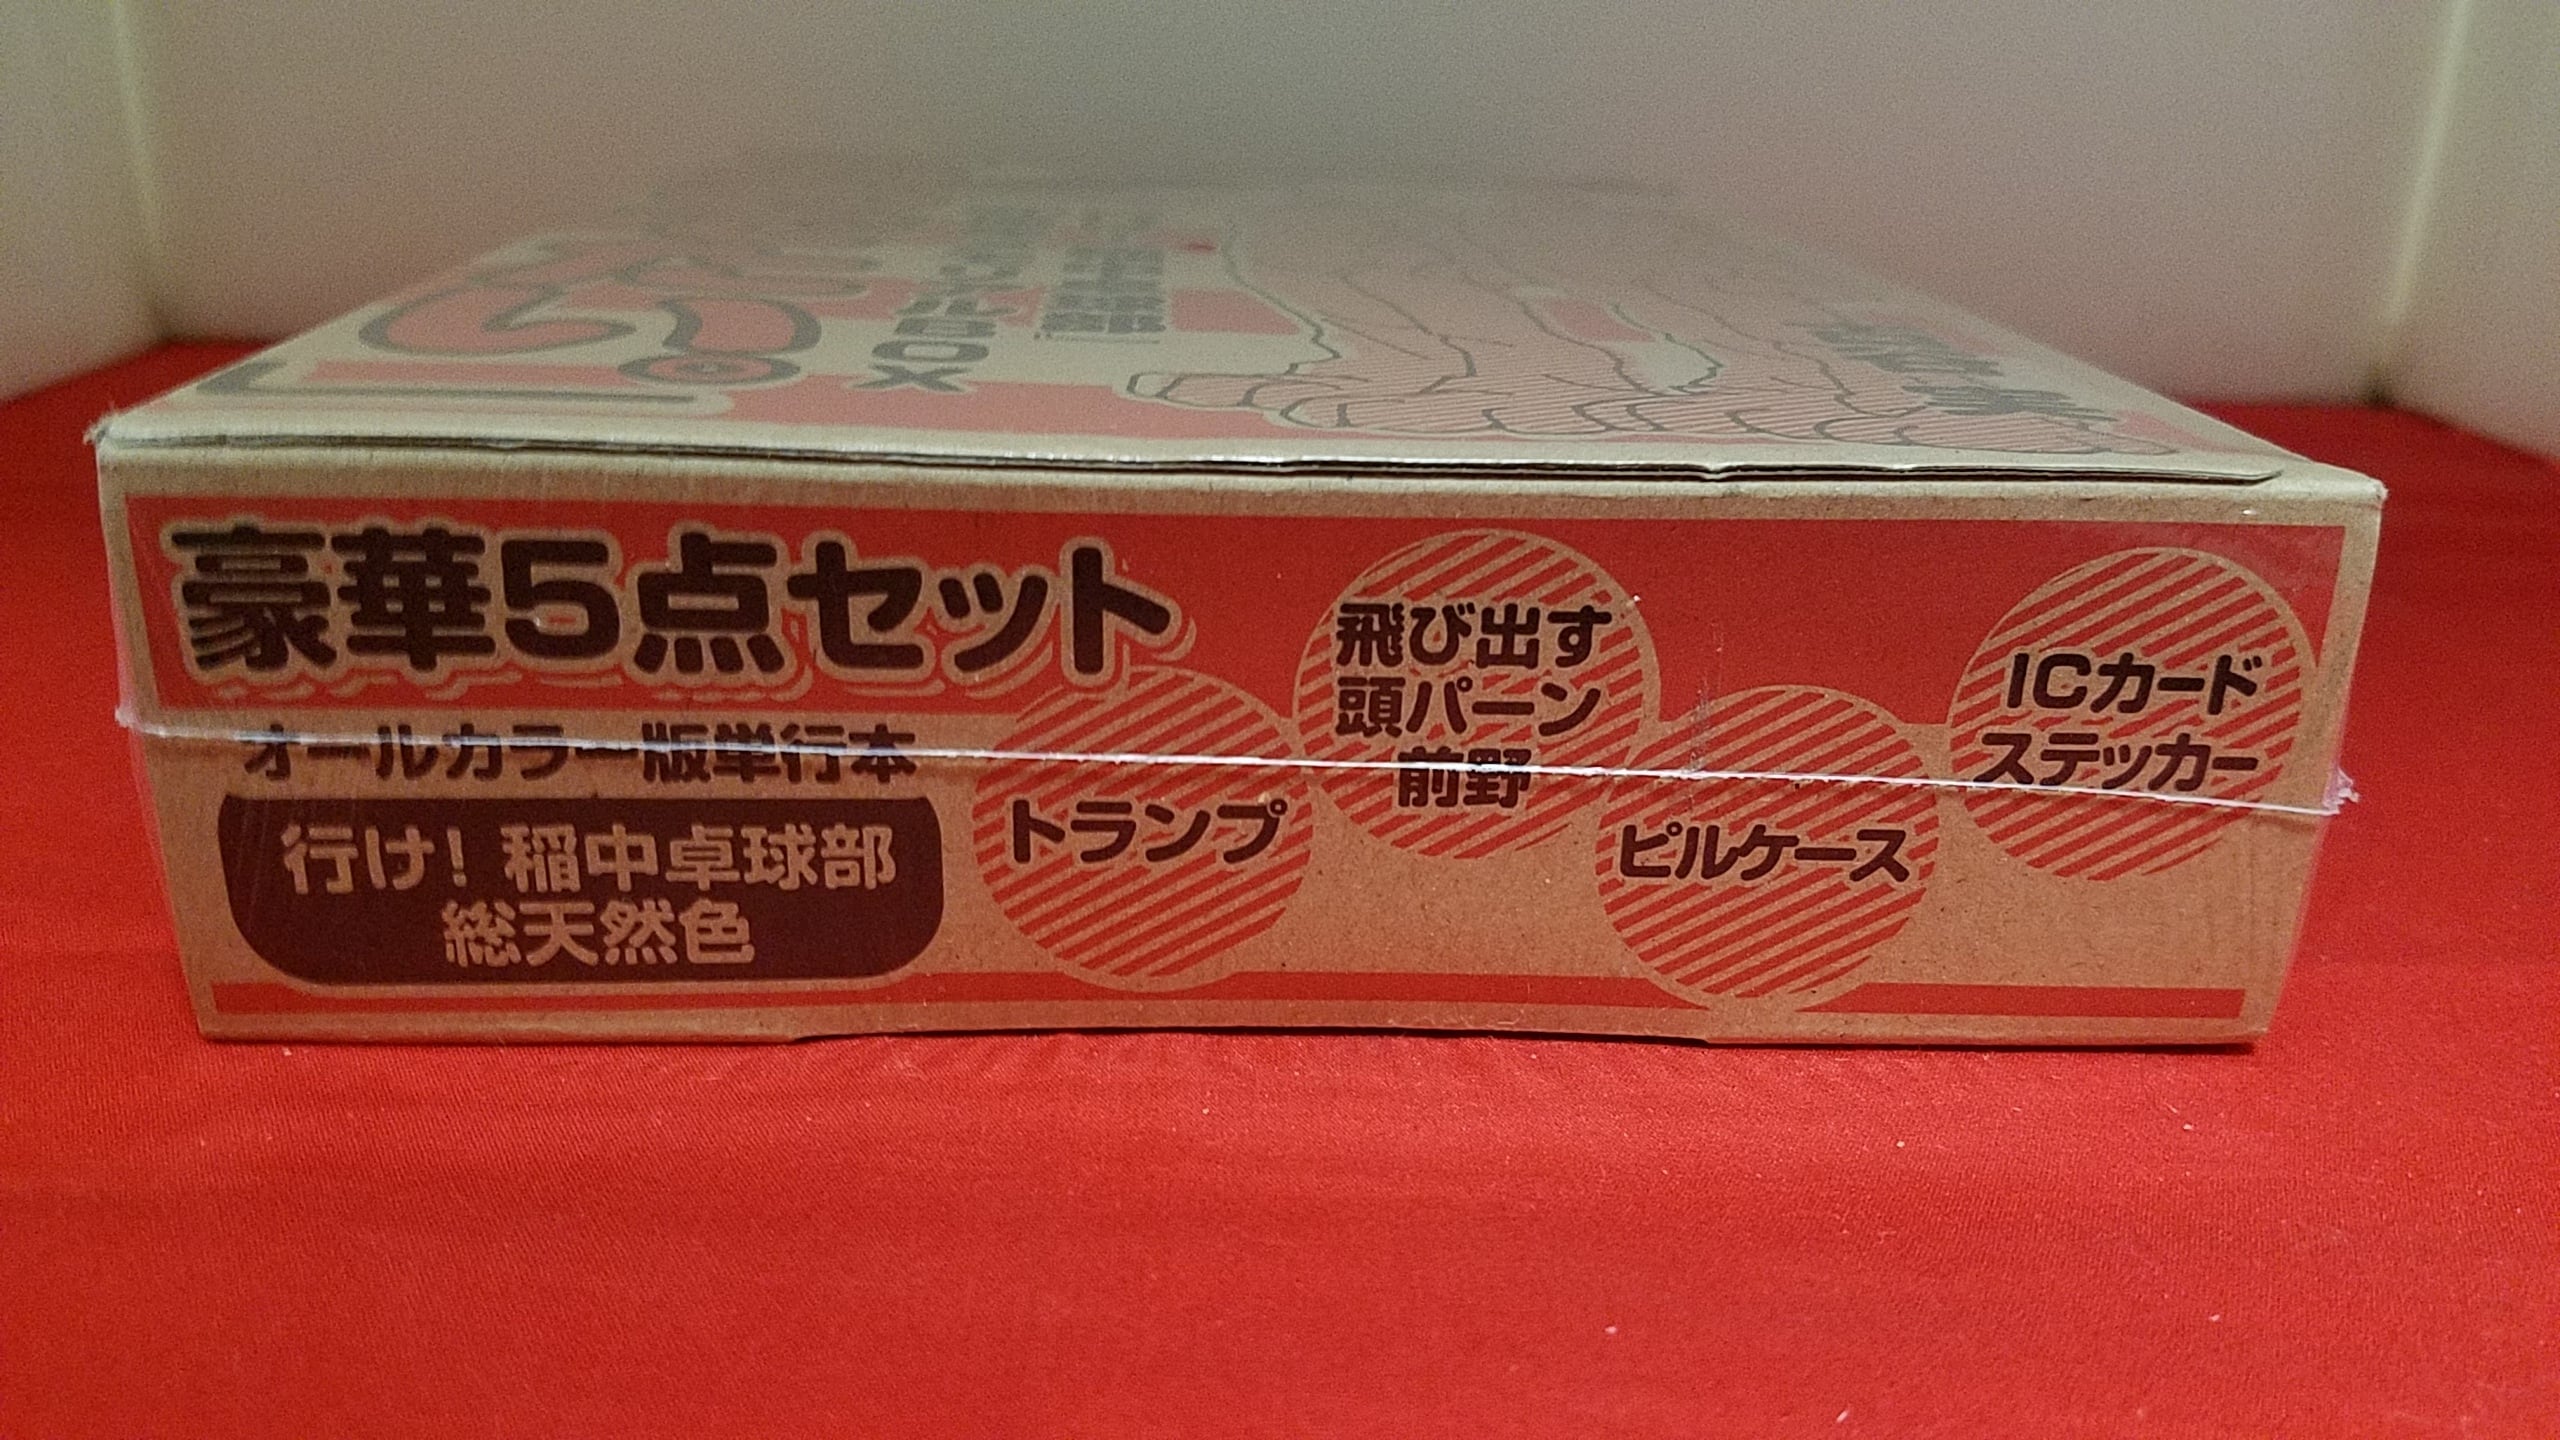 豪華5点セット
オールカラー版単行本
行け！稲中卓球部
総天然色
トランプ
飛び出す
頭パーン
前野
ピルケース
ICカード
ステッカー
BOX